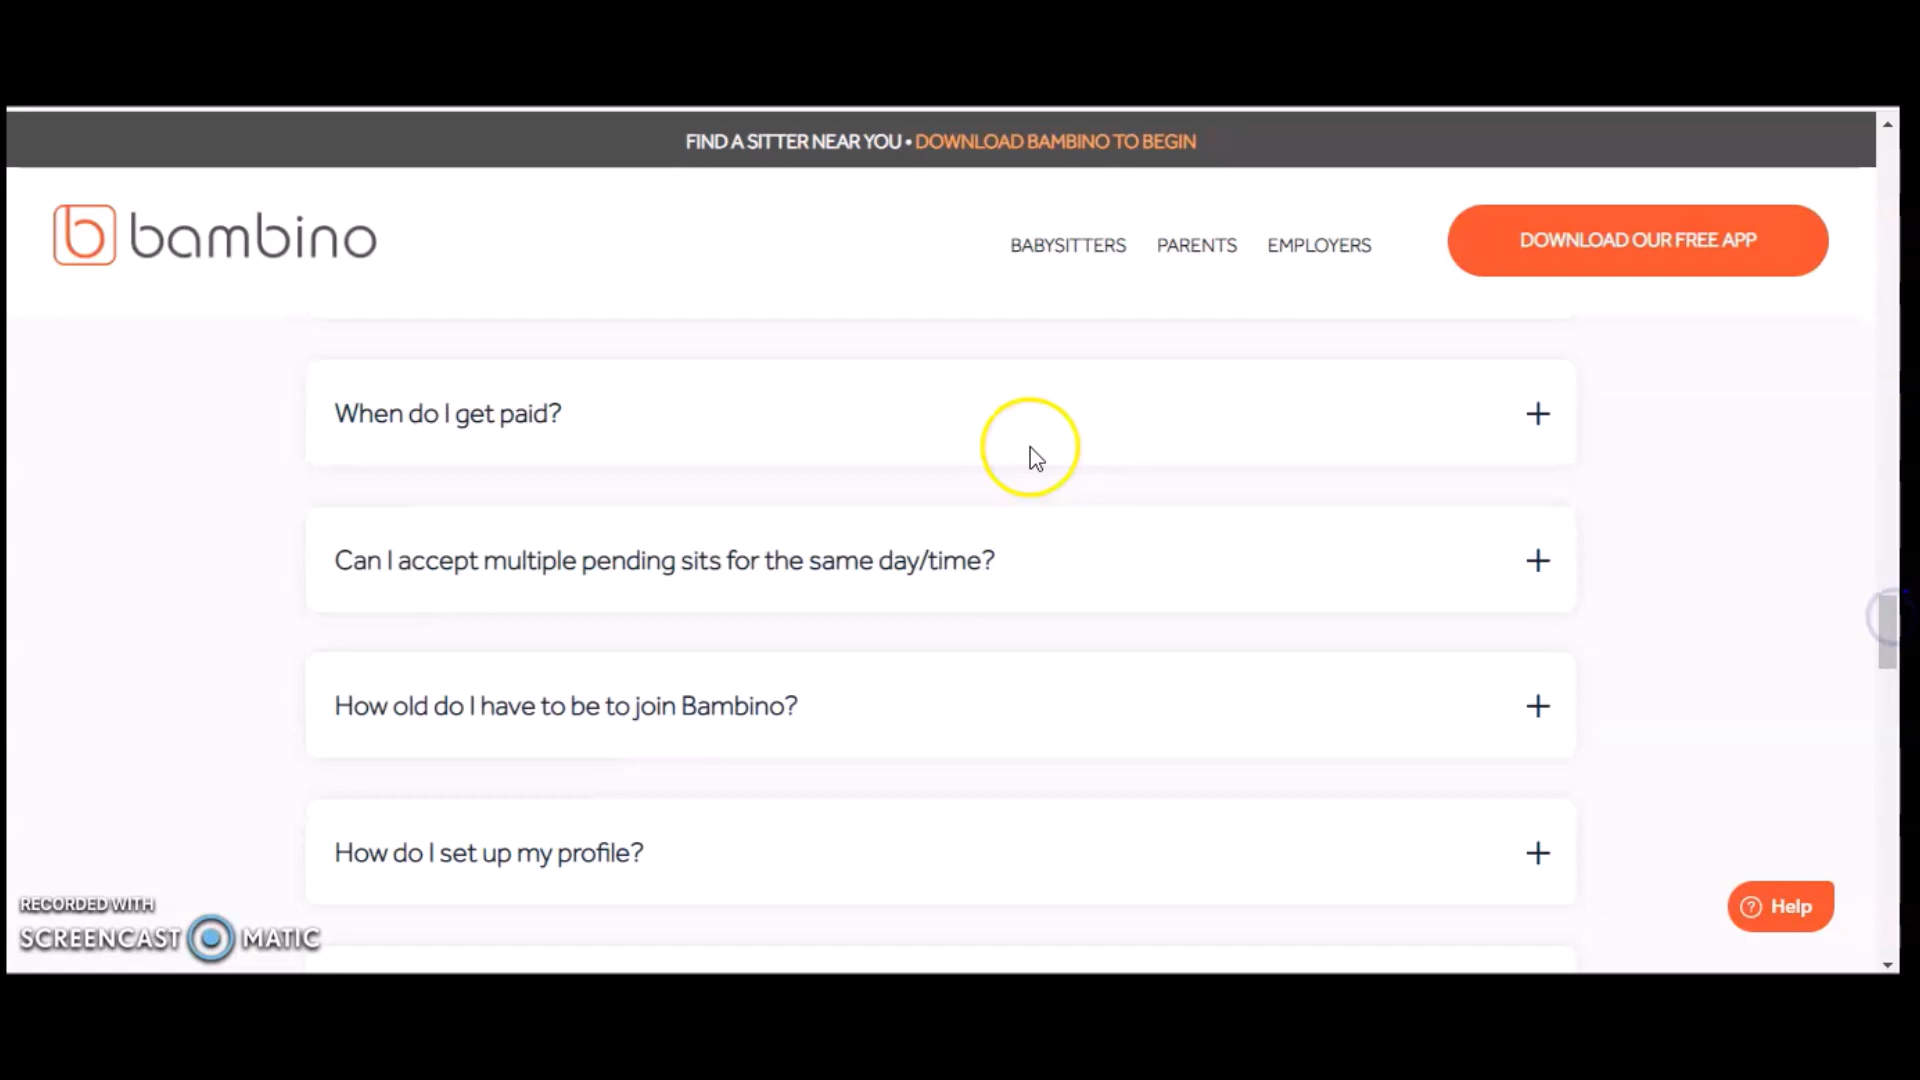 FIND A SITTER NEAR YOU • DOWNLOAD BAMBINO TO BEGIN
b bambino
BABYSITTERS PARENTS EMPLOYERS
DOWNLOAD OUR FREE APP
When do I get paid?
Can I accept multiple pending sits for the same day/time?
How old do I have to be to join Bambino?
How do I set up my profile?
? Help
RECORDED WITH
SCREENCAST MATIC